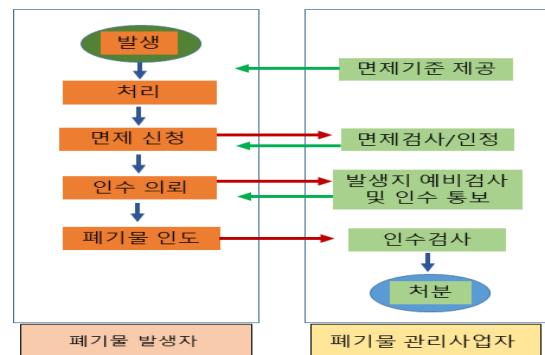 발생
처리
면제 신청
인수 의뢰
폐기물 인도
폐기물 발생자
면제기준 제공
면제검사/인정
발생지 예비검사
및 인수 통보
인수검사
처분
폐기물 관리사업자